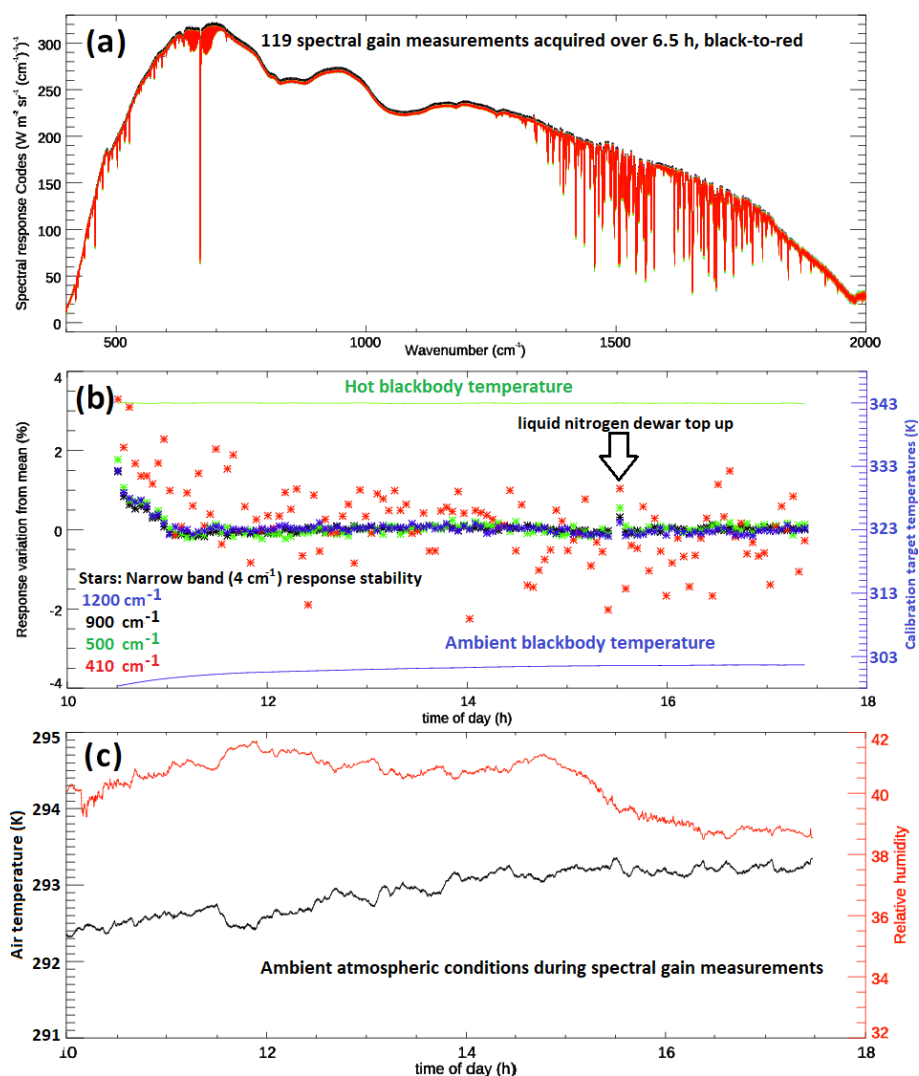 (a)
119 spectral gain measurements acquired over 6.5 h, black-to-red
Spectral response Codes (W m⁻² sr⁻¹ (cm⁻¹)⁻¹)
300
250
200
150
100
50
0
500
1000
1500
2000
Wavenumber (cm⁻¹)
(b)
Hot blackbody temperature
liquid nitrogen dewar top up
Response variation from mean (%)
4
2
0
-2
-4
Stars: Narrow band (4 cm⁻¹) response stability
1200 cm⁻¹
900 cm⁻¹
500 cm⁻¹
410 cm⁻¹
Ambient blackbody temperature
343
333
323
313
303
Calibration target temperatures (K)
10
12
14
16
18
time of day (h)
(c)
Air temperature (K)
295
294
293
292
291
Ambient atmospheric conditions during spectral gain measurements
42
40
38
36
34
32
Relative humidity
10
12
14
16
18
time of day (h)